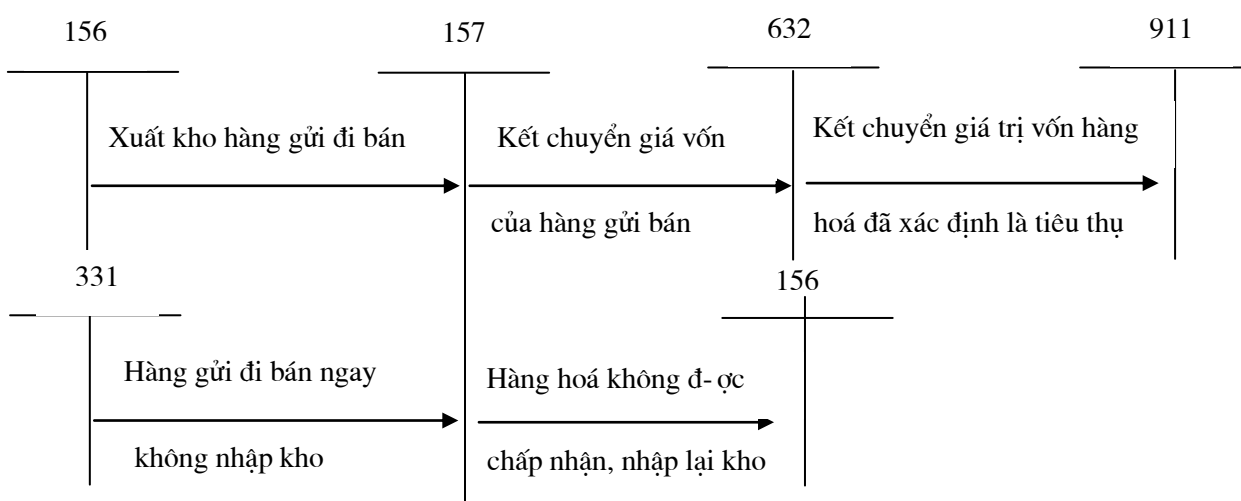 156
157
632
911
Xuất kho hàng gửi đi bán
Kết chuyển giá vốn
Kết chuyển giá trị vốn hàng
của hàng gửi bán
hoá đã xác định là tiêu thụ
331
156
Hàng gửi đi bán ngay
Hàng hoá không đ- ợc
không nhập kho
chấp nhận, nhập lại kho